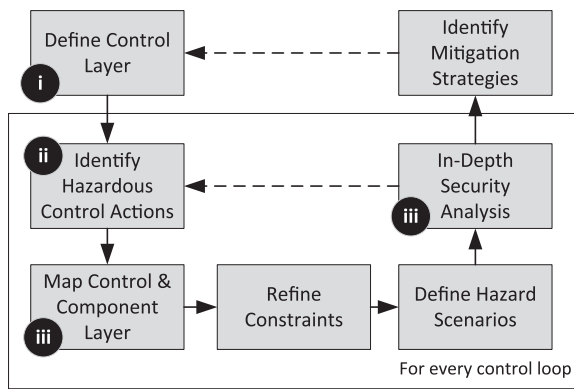 Define Control
Layer
i
Identify
Mitigation
Strategies
ii
Identify
Hazardous
Control Actions
In-Depth
Security
Analysis
iii
Map Control &
Component
Layer
iii
Refine
Constraints
Define Hazard
Scenarios
For every control loop